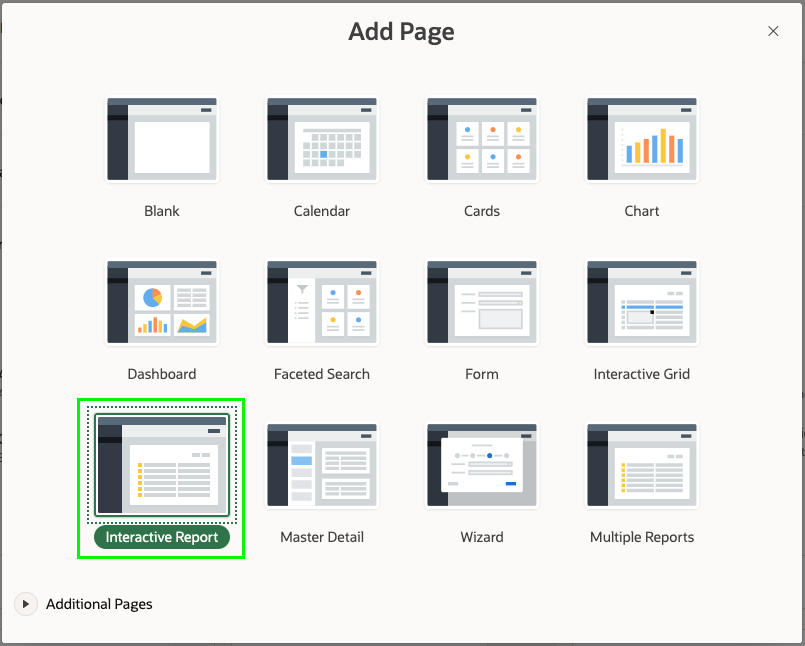 Add Page
Blank
Calendar
Cards
Chart
Dashboard
Faceted Search
Form
Interactive Grid
Interactive Report
Master Detail
Wizard
Multiple Reports
Additional Pages